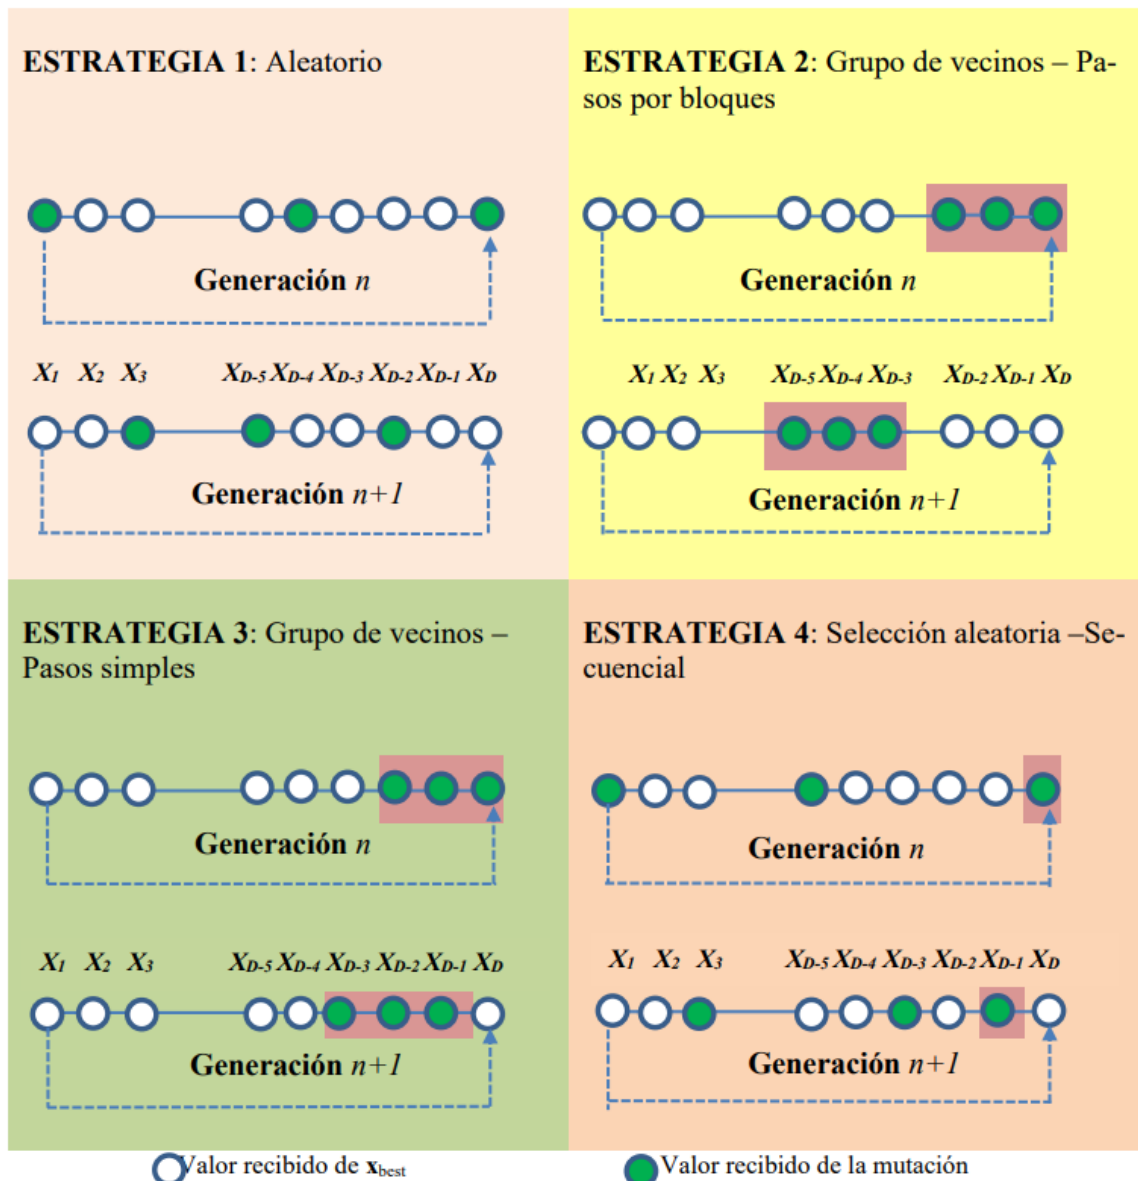 ESTRATEGIA 1: Aleatorio
Generación n
X1 X2 X3 XD-5 XD-4 XD-3 XD-2 XD-1 XD
Generación n+1
ESTRATEGIA 2: Grupo de vecinos – Pa-
sos por bloques
Generación n
X1 X2 X3 XD-5 XD-4 XD-3 XD-2 XD-1 XD
Generación n+1
ESTRATEGIA 3: Grupo de vecinos –
Pasos simples
Generación n
X1 X2 X3 XD-5 XD-4 XD-3 XD-2 XD-1 XD
Generación n+1
ESTRATEGIA 4: Selección aleatoria –Se-
cuencial
Generación n
X1 X2 X3 XD-5 XD-4 XD-3 XD-2 XD-1 XD
Generación n+1
Valor recibido de xbest
Valor recibido de la mutación